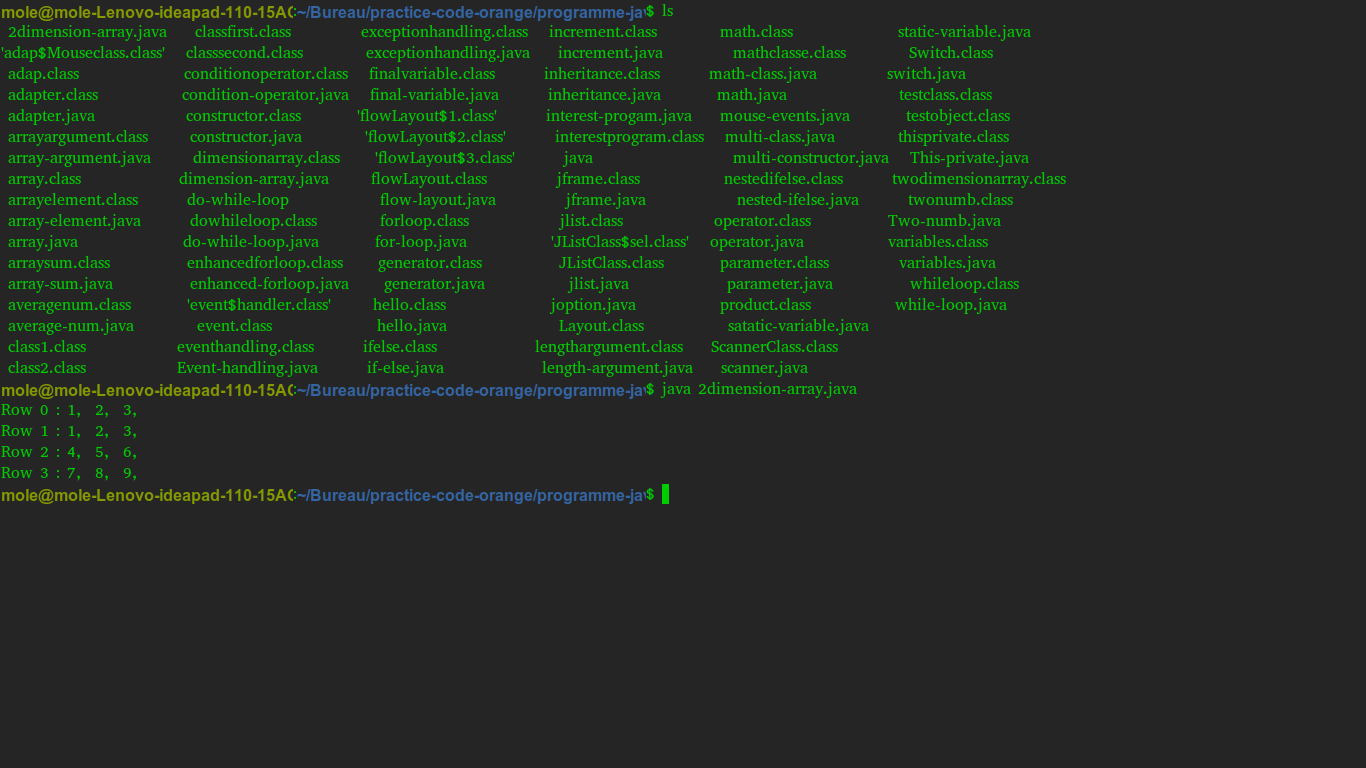 mole@mole-Lenovo-ideapad-110-15AC:~/Bureau/practice-code-orange/programme-jav$ ls
2dimension-array.java classfirst.class exceptionhandling.class increment.class math.class static-variable.java
'adap$Mouseclass.class' classsecond.class exceptionhandling.java increment.java mathclasse.class Switch.class
adap.class conditionoperator.class finalvariable.class inheritance.class math-class.java switch.java
adapter.class condition-operator.java final-variable.java inheritance.java math.java testclass.class
adapter.java constructor.class 'flowLayout$1.class' interest-progam.java mouse-events.java testobject.class
arrayargument.class constructor.java 'flowLayout$2.class' interestprogram.class multi-class.java thisprivate.class
array-argument.java dimensionarray.class 'flowLayout$3.class' java multi-constructor.java This-private.java
array.class dimension-array.java flowLayout.class jframe.class nestedifelse.class twodimensionarray.class
arrayelement.class do-while-loop flow-layout.java jframe.java nested-ifelse.java twonumb.class
array-element.java dowhileloop.class forloop.class jlist.class operator.class Two-numb.java
array.java do-while-loop.java for-loop.java 'JListClass$sel.class' operator.java variables.class
arraysum.class enhancedforloop.class generator.class JListClass.class parameter.class variables.java
array-sum.java enhanced-forloop.java generator.java jlist.java parameter.java whileloop.class
averagenum.class 'event$handler.class' hello.class joption.java product.class while-loop.java
average-num.java event.class hello.java Layout.class satatic-variable.java
class1.class eventhandling.class ifelse.class lengthargument.class ScannerClass.class
class2.class Event-handling.java if-else.java length-argument.java scanner.java
mole@mole-Lenovo-ideapad-110-15AC:~/Bureau/practice-code-orange/programme-jav$ java 2dimension-array.java
Row 0 : 1, 2, 3,
Row 1 : 1, 2, 3,
Row 2 : 4, 5, 6,
Row 3 : 7, 8, 9,
mole@mole-Lenovo-ideapad-110-15AC:~/Bureau/practice-code-orange/programme-jav$